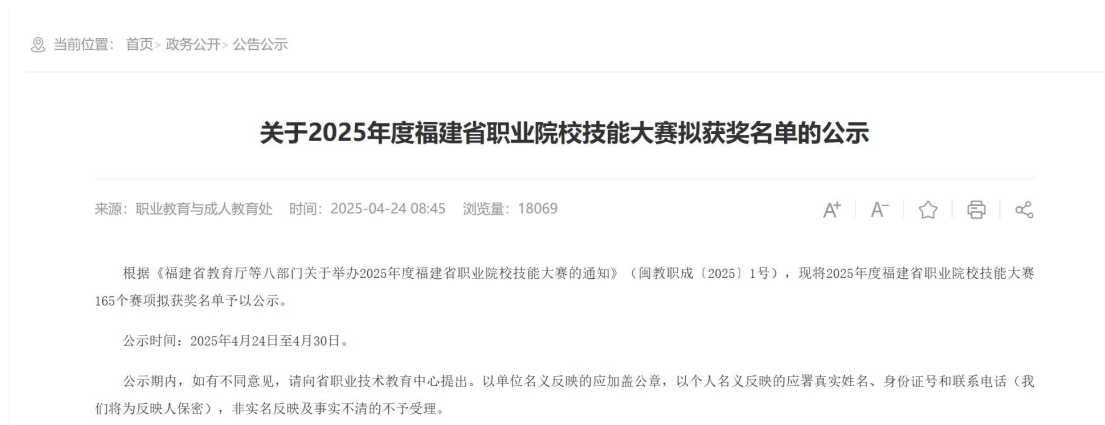 当前位置： 首页> 政务公开> 公告公示
关于2025年度福建省职业院校技能大赛拟获奖名单的公示
来源：职业教育与成人教育处 时间：2025-04-24 08:45 浏览量：18069 A+ A−
根据《福建省教育厅等八部门关于举办2025年度福建省职业院校技能大赛的通知》（闽教职成〔2025〕1号），现将2025年度福建省职业院校技能大赛
165个赛项拟获奖名单予以公示。
公示时间：2025年4月24日至4月30日。
公示期内，如有不同意见，请向省职业技术教育中心提出。以单位名义反映的应加盖公章，以个人名义反映的应署真实姓名、身份证号和联系电话（我
们将为反映人保密），非实名反映及事实不清的不予受理。